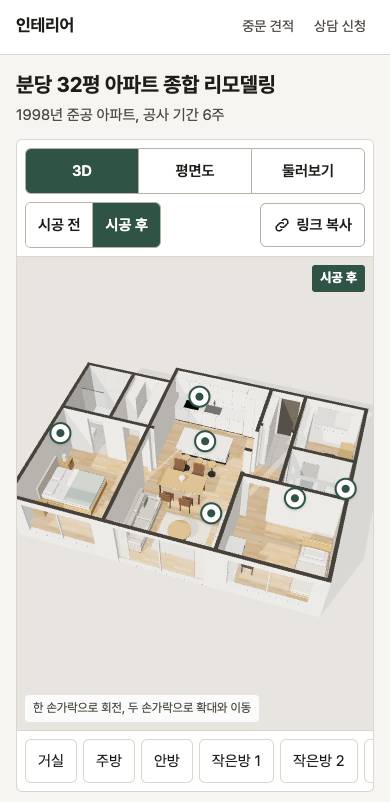 인테리어
중문 견적 상담 신청
분당 32평 아파트 종합 리모델링
1998년 준공 아파트, 공사 기간 6주
3D 평면도 둘러보기
시공 전 시공 후 링크 복사
시공 후
한 손가락으로 회전, 두 손가락으로 확대와 이동
거실 주방 안방 작은방 1 작은방 2